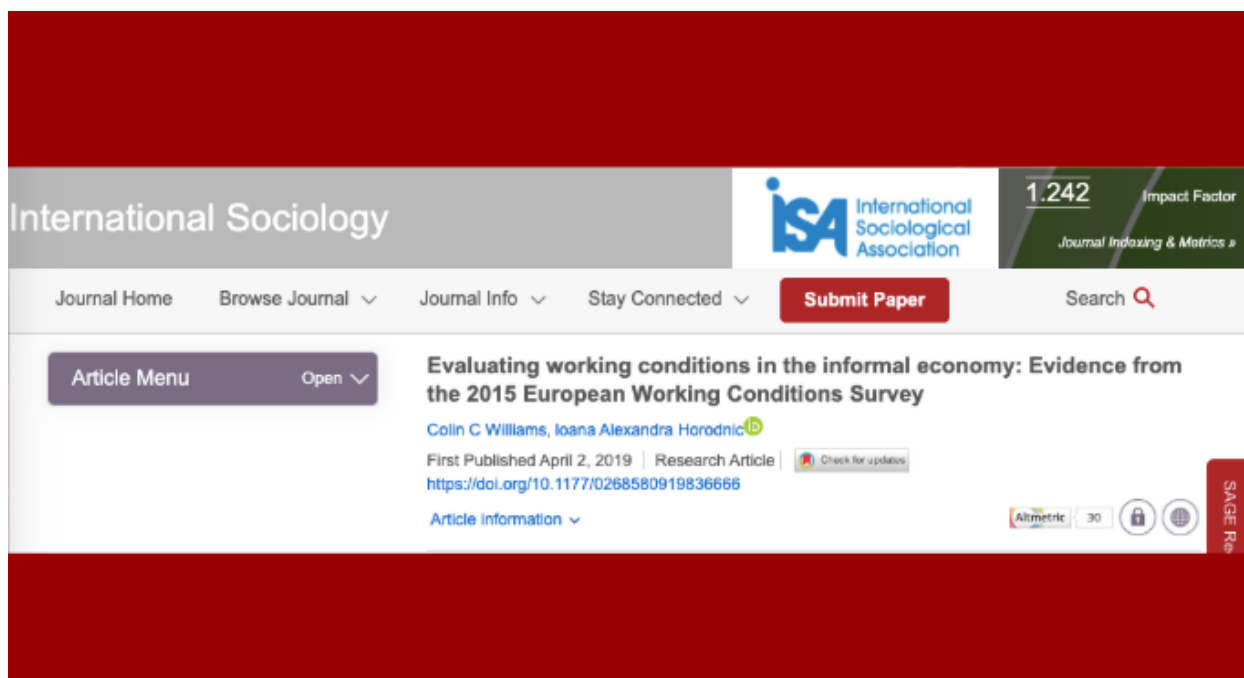 International Sociology
iSA International
Sociological
Association
1.242 Impact Factor
Journal Indexing & Metrics »
Journal Home Browse Journal Journal Info Stay Connected Submit Paper Search
Article Menu Open
Evaluating working conditions in the informal economy: Evidence from
the 2015 European Working Conditions Survey
Colin C Williams, Ioana Alexandra Horodnic iD
First Published April 2, 2019 | Research Article | Check for updates
https://doi.org/10.1177/0268580919836666
Article information
Altmetric 30
SAGE Re